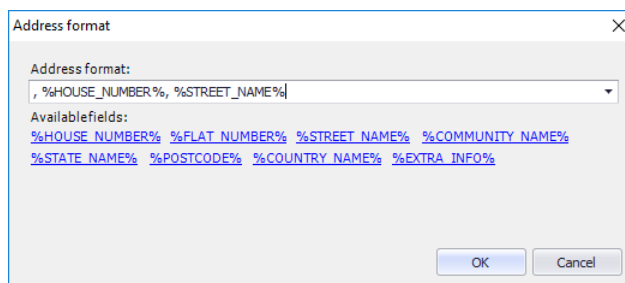 Address format
Address format:
, %HOUSE_NUMBER%, %STREET_NAME%
Availablefields:
%HOUSE_NUMBER% %FLAT_NUMBER% %STREET_NAME% %COMMUNITY_NAME%
%STATE_NAME% %POSTCODE% %COUNTRY_NAME% %EXTRA_INFO%
OK Cancel